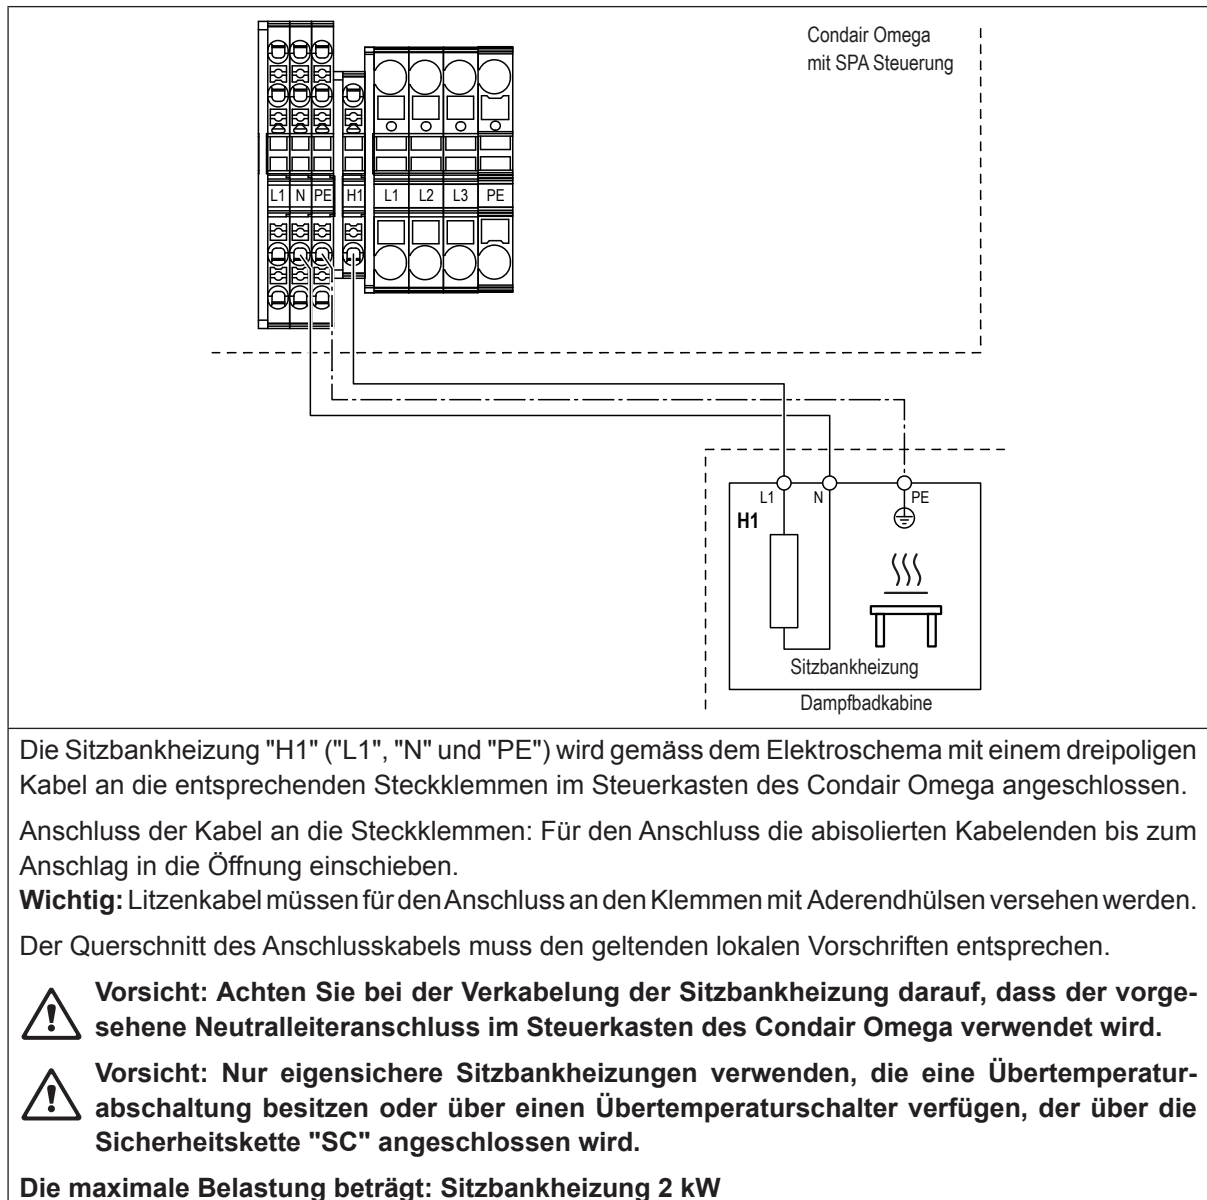 Condair Omega
mit SPA Steuerung
L1 N PE H1 L1 L2 L3 PE
L1 N PE
H1
Sitzbankheizung
Dampfbadkabine
Die Sitzbankheizung "H1" ("L1", "N" und "PE") wird gemäss dem Elektroschema mit einem dreipoligen
Kabel an die entsprechenden Steckklemmen im Steuerkasten des Condair Omega angeschlossen.
Anschluss der Kabel an die Steckklemmen: Für den Anschluss die abisolierten Kabelenden bis zum
Anschlag in die Öffnung einschieben.
Wichtig: Litzenkabel müssen für den Anschluss an den Klemmen mit Aderendhülsen versehen werden.
Der Querschnitt des Anschlusskabels muss den geltenden lokalen Vorschriften entsprechen.
Vorsicht: Achten Sie bei der Verkabelung der Sitzbankheizung darauf, dass der vorge-
sehene Neutralleiteranschluss im Steuerkasten des Condair Omega verwendet wird.
Vorsicht: Nur eigensichere Sitzbankheizungen verwenden, die eine Übertemperatur-
abschaltung besitzen oder über einen Übertemperaturschalter verfügen, der über die
Sicherheitskette "SC" angeschlossen wird.
Die maximale Belastung beträgt: Sitzbankheizung 2 kW